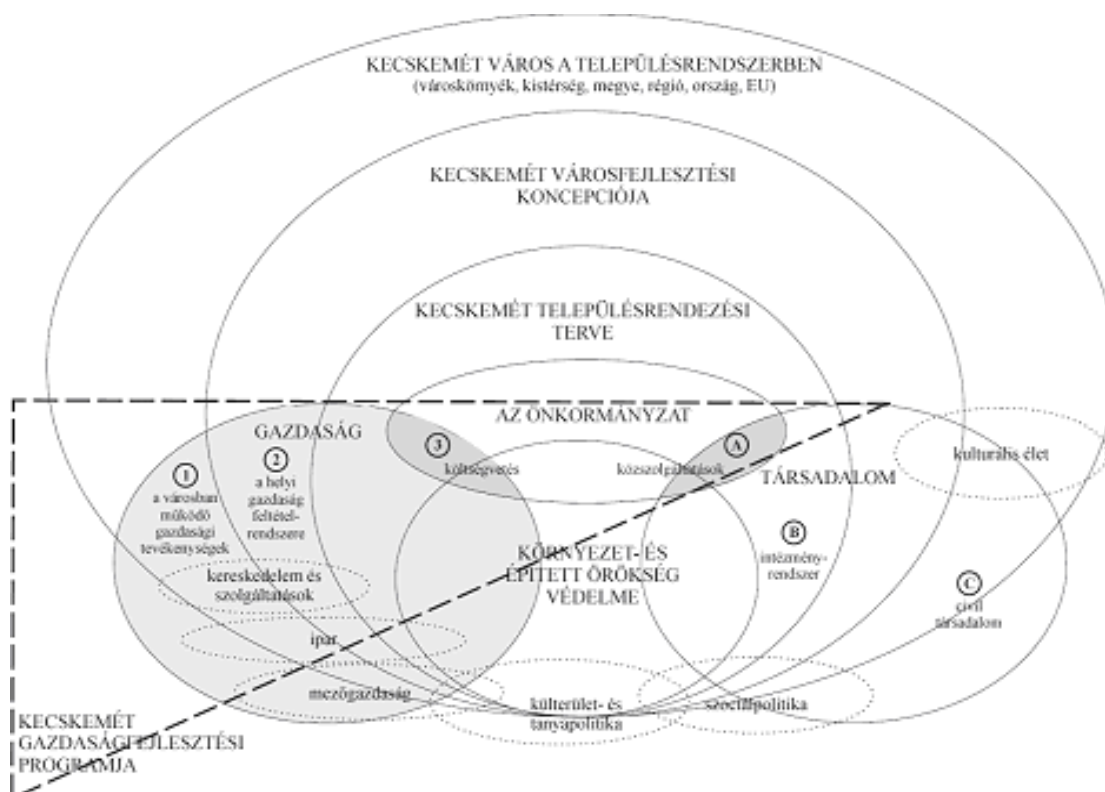 KECSKEMÉT VÁROS A TELEPÜLÉSRENDSZERBEN
(városkörnyék, kistérség, megye, régió, ország, EU)
KECSKEMÉT VÁROSFEJLESZTÉSI
KONCEPCIÓJA
KECSKEMÉT TELEPÜLÉSRENDEZÉSI
TERVE
AZ ÖNKORMÁNYZAT
GAZDASÁG
3
költségvetés
A
közszolgáltatások
1
a városban
működő
gazdasági
tevékenységek
2
a helyi
gazdaság
feltétel-
rendszere
kereskedelem és
szolgáltatások
ipar
mezőgazdaság
KÖRNYEZET- ÉS
ÉPÍTETT ÖRÖKSÉG
VÉDELME
TÁRSADALOM
kulturális élet
B
intézmény-
rendszer
C
civil
társadalom
külterület- és
tanyapolitika
szociálpolitika
KECSKEMÉT
GAZDASÁGFEJLESZTÉSI
PROGRAMJA